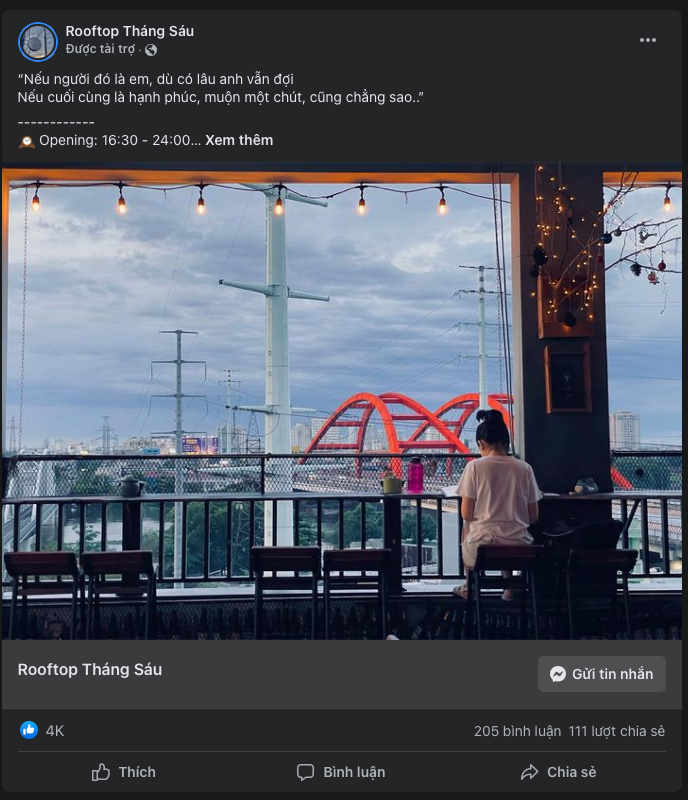 Rooftop Tháng Sáu
Được tài trợ ·
“Nếu người đó là em, dù có lâu anh vẫn đợi
Nếu cuối cùng là hạnh phúc, muộn một chút, cũng chẳng sao..”
------------
🕰️ Opening: 16:30 - 24:00... Xem thêm
Rooftop Tháng Sáu
Gửi tin nhắn
4K
205 bình luận 111 lượt chia sẻ
Thích
Bình luận
Chia sẻ